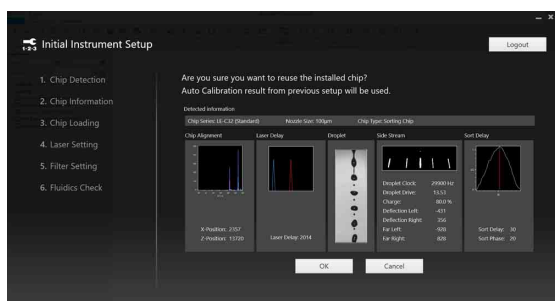 1-2-3 Initial Instrument Setup
Logout
1. Chip Detection
2. Chip Information
3. Chip Loading
4. Laser Setting
5. Filter Setting
6. Fluidics Check
Are you sure you want to reuse the installed chip?
Auto Calibration result from previous setup will be used.
Detected information
Chip Series: LE-C32 (Standard) Nozzle Size: 100μm Chip Type: Sorting Chip
Chip Alignment Laser Delay Droplet Side Stream Sort Delay
X-Position: 2357
Z-Position: 13720
Laser Delay: 2014
Droplet Clock: 29900 Hz
Droplet Drive: 13.53
Charge: 80.0 %
Deflection Left: -431
Deflection Right: 356
Far Left: -928
Far Right: 828
Sort Delay: 30
Sort Phase: 20
OK Cancel